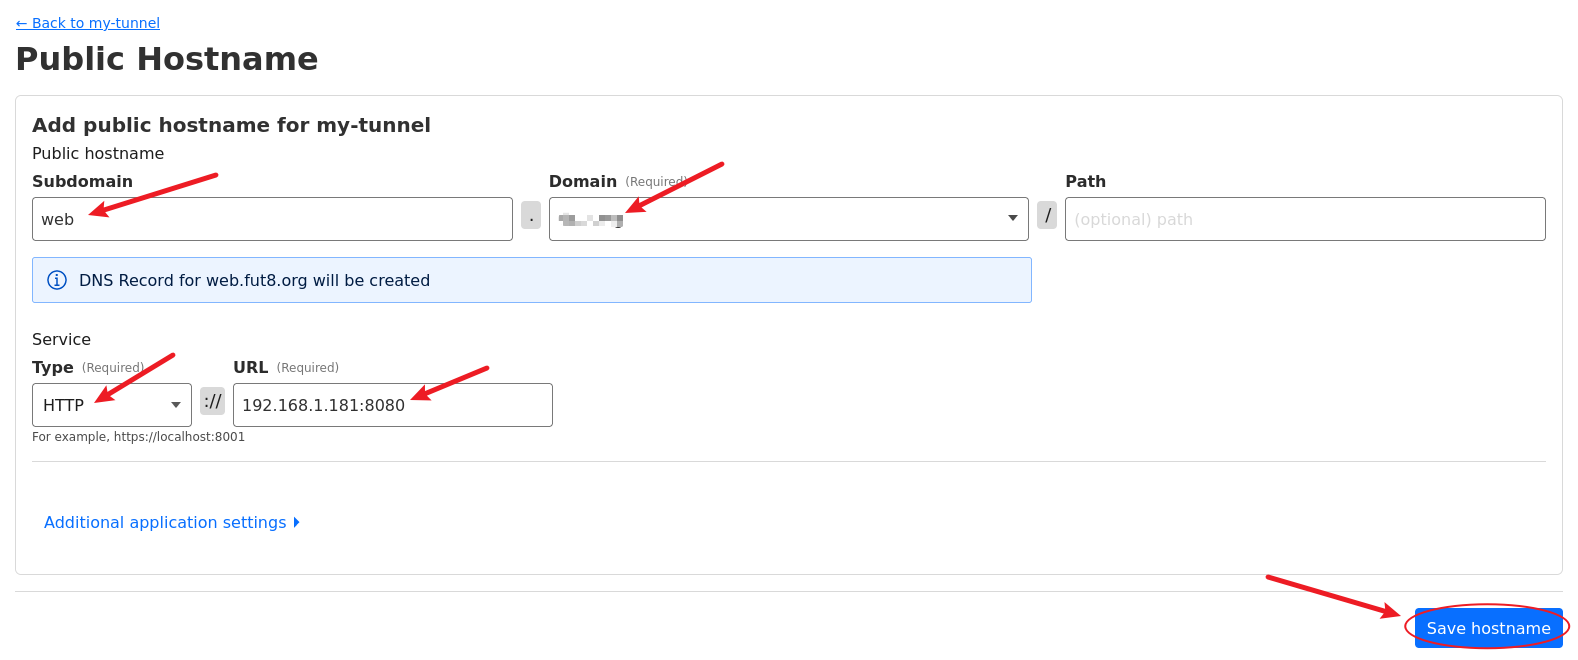 ← Back to my-tunnel
Public Hostname
Add public hostname for my-tunnel
Public hostname
Subdomain
Domain (Required)
Path
web
.
/
(optional) path
DNS Record for web.fut8.org will be created
Service
Type (Required)
URL (Required)
HTTP
://
192.168.1.181:8080
For example, https://localhost:8001
Additional application settings
Save hostname